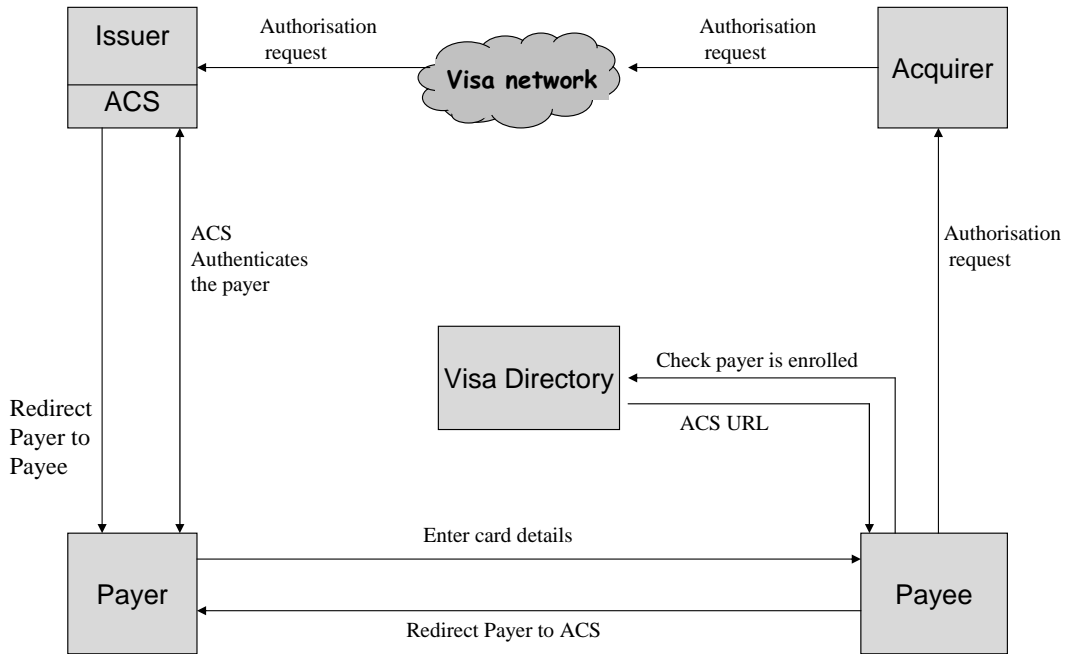 Issuer
ACS
Authorisation
request
Visa network
Authorisation
request
Acquirer
ACS
Authenticates
the payer
Authorisation
request
Visa Directory
Check payer is enrolled
ACS URL
Redirect
Payer to
Payee
Enter card details
Payer
Payee
Redirect Payer to ACS